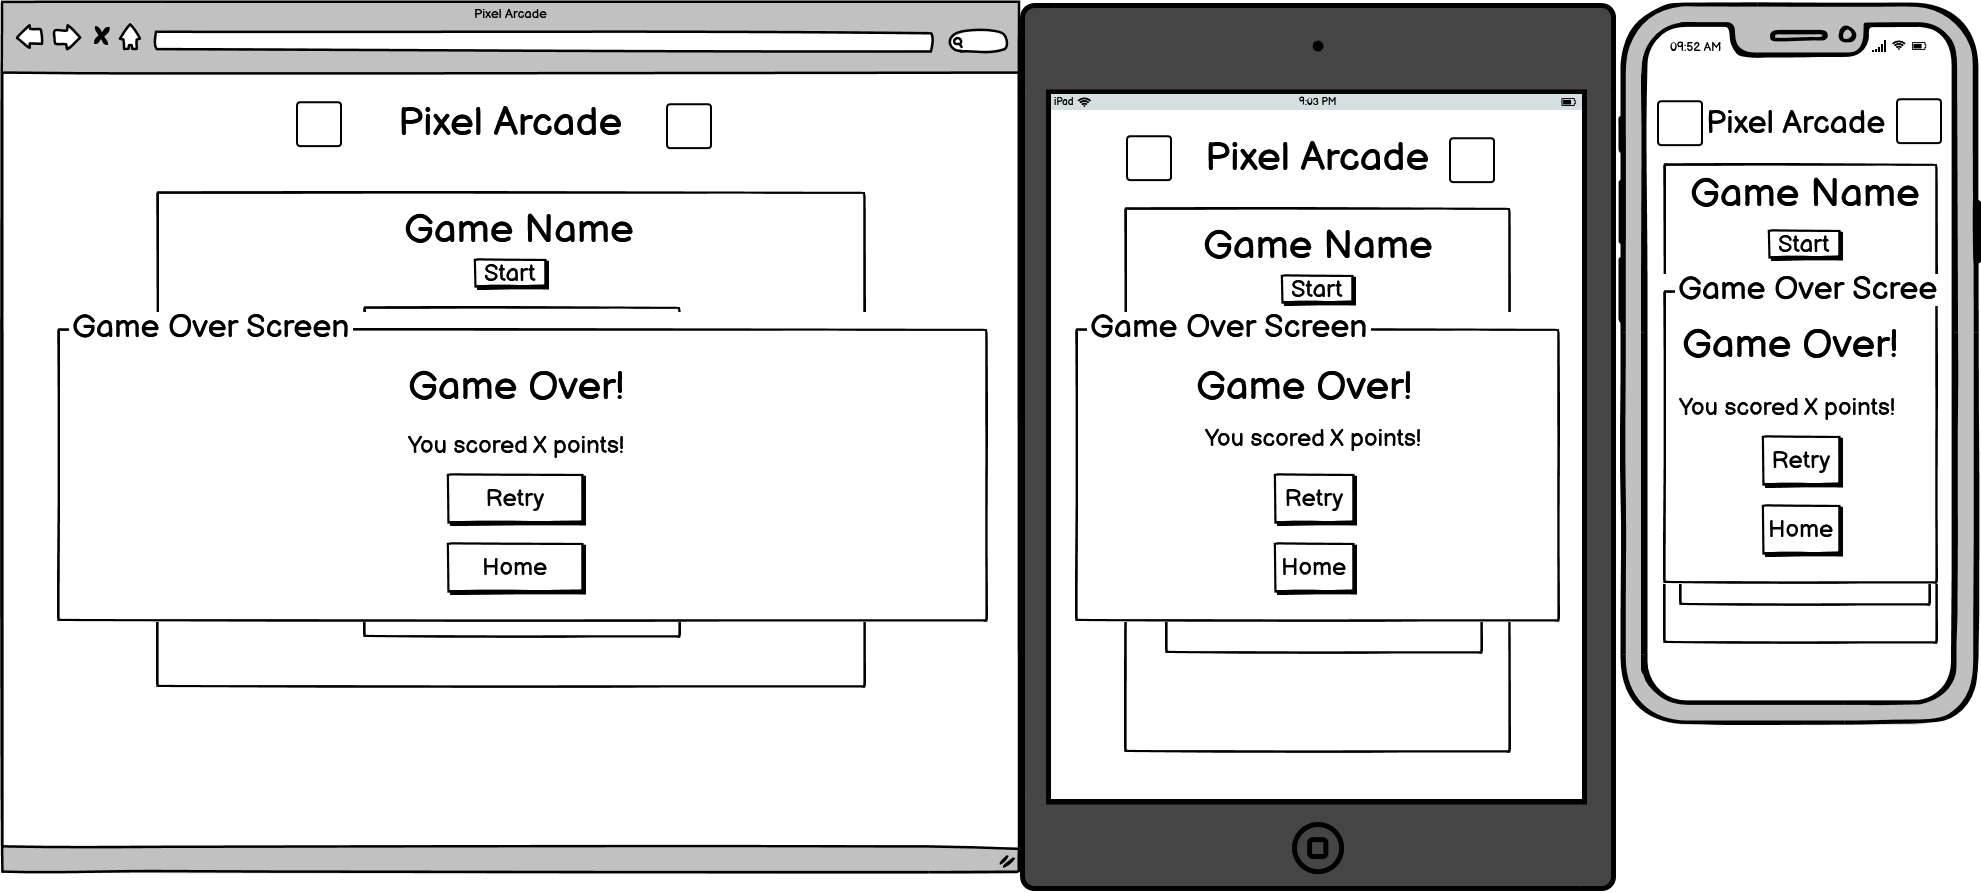 Pixel Arcade
Pixel Arcade
Game Name
Start
Game Over Screen
Game Over!
You scored X points!
Retry
Home
iPad
9:03 PM
Pixel Arcade
Game Name
Start
Game Over Screen
Game Over!
You scored X points!
Retry
Home
09:52 AM
Pixel Arcade
Game Name
Start
Game Over Scree
Game Over!
You scored X points!
Retry
Home